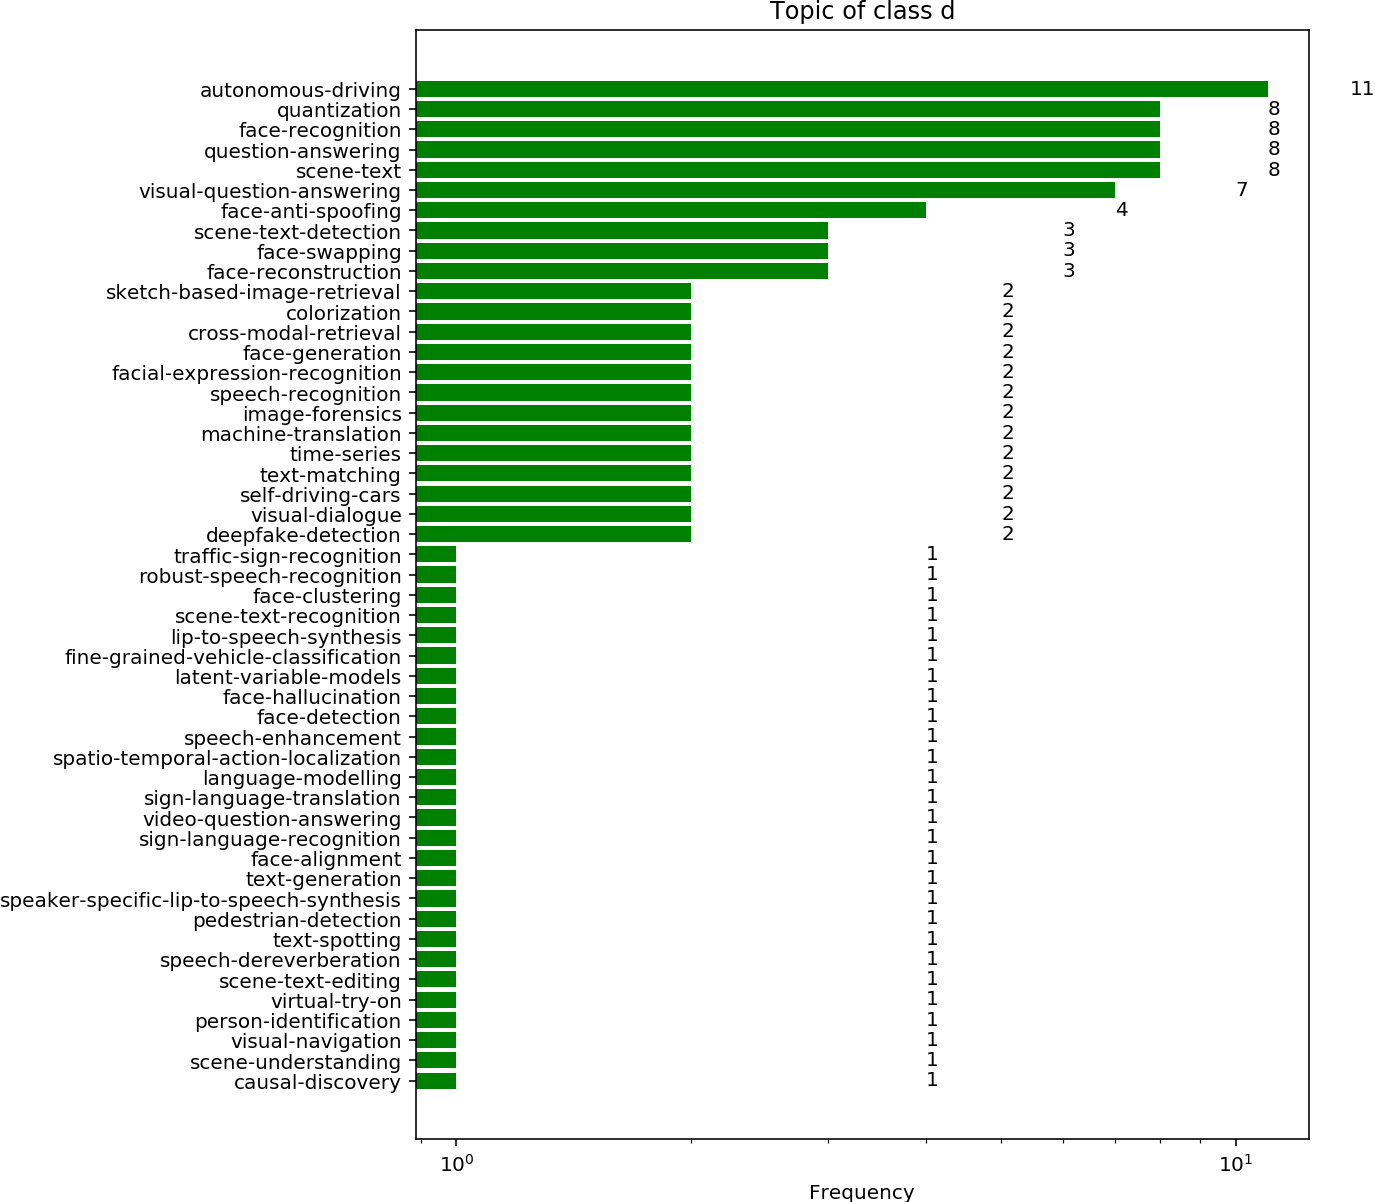 Topic of class d
autonomous-driving 11
quantization 8
face-recognition 8
question-answering 8
scene-text 8
visual-question-answering 7
face-anti-spoofing 4
scene-text-detection 3
face-swapping 3
face-reconstruction 3
sketch-based-image-retrieval 2
colorization 2
cross-modal-retrieval 2
face-generation 2
facial-expression-recognition 2
speech-recognition 2
image-forensics 2
machine-translation 2
time-series 2
text-matching 2
self-driving-cars 2
visual-dialogue 2
deepfake-detection 2
traffic-sign-recognition 1
robust-speech-recognition 1
face-clustering 1
scene-text-recognition 1
lip-to-speech-synthesis 1
fine-grained-vehicle-classification 1
latent-variable-models 1
face-hallucination 1
face-detection 1
speech-enhancement 1
spatio-temporal-action-localization 1
language-modelling 1
sign-language-translation 1
video-question-answering 1
sign-language-recognition 1
face-alignment 1
text-generation 1
speaker-specific-lip-to-speech-synthesis 1
pedestrian-detection 1
text-spotting 1
speech-dereverberation 1
scene-text-editing 1
virtual-try-on 1
person-identification 1
visual-navigation 1
scene-understanding 1
causal-discovery 1
10⁰ 10¹
Frequency